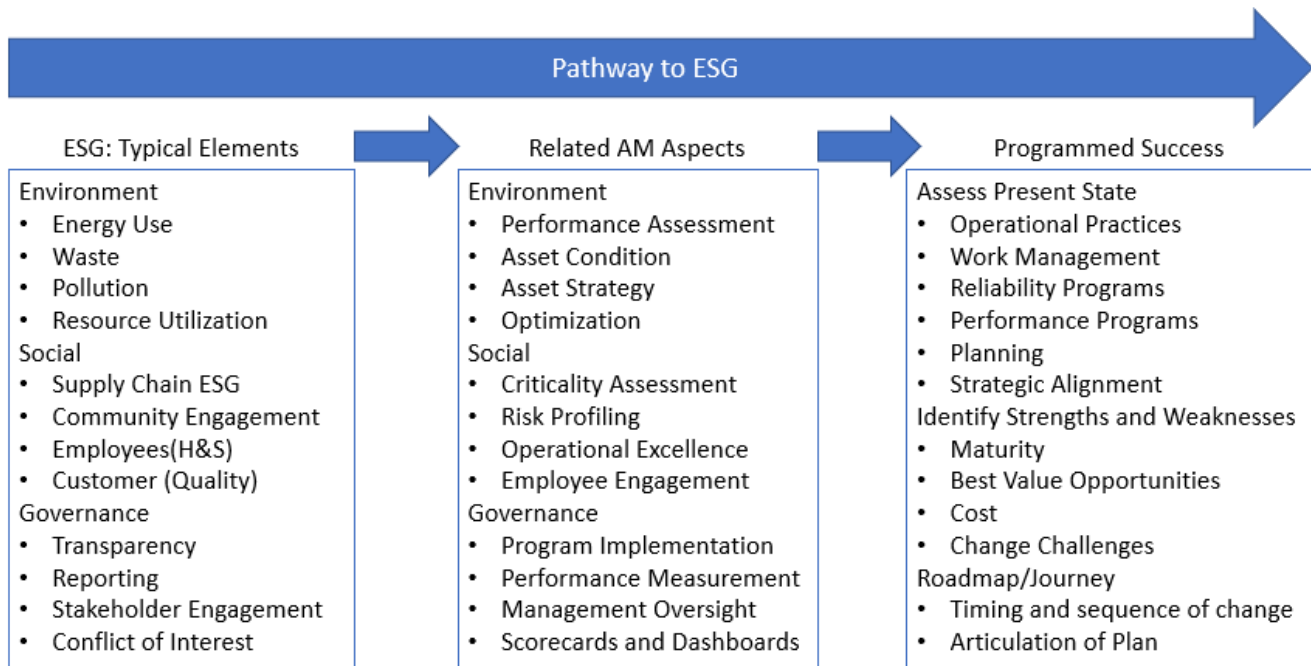 Pathway to ESG
ESG: Typical Elements
Environment
• Energy Use
• Waste
• Pollution
• Resource Utilization
Social
• Supply Chain ESG
• Community Engagement
• Employees(H&S)
• Customer (Quality)
Governance
• Transparency
• Reporting
• Stakeholder Engagement
• Conflict of Interest
Related AM Aspects
Environment
• Performance Assessment
• Asset Condition
• Asset Strategy
• Optimization
Social
• Criticality Assessment
• Risk Profiling
• Operational Excellence
• Employee Engagement
Governance
• Program Implementation
• Performance Measurement
• Management Oversight
• Scorecards and Dashboards
Programmed Success
Assess Present State
• Operational Practices
• Work Management
• Reliability Programs
• Performance Programs
• Planning
• Strategic Alignment
Identify Strengths and Weaknesses
• Maturity
• Best Value Opportunities
• Cost
• Change Challenges
Roadmap/Journey
• Timing and sequence of change
• Articulation of Plan